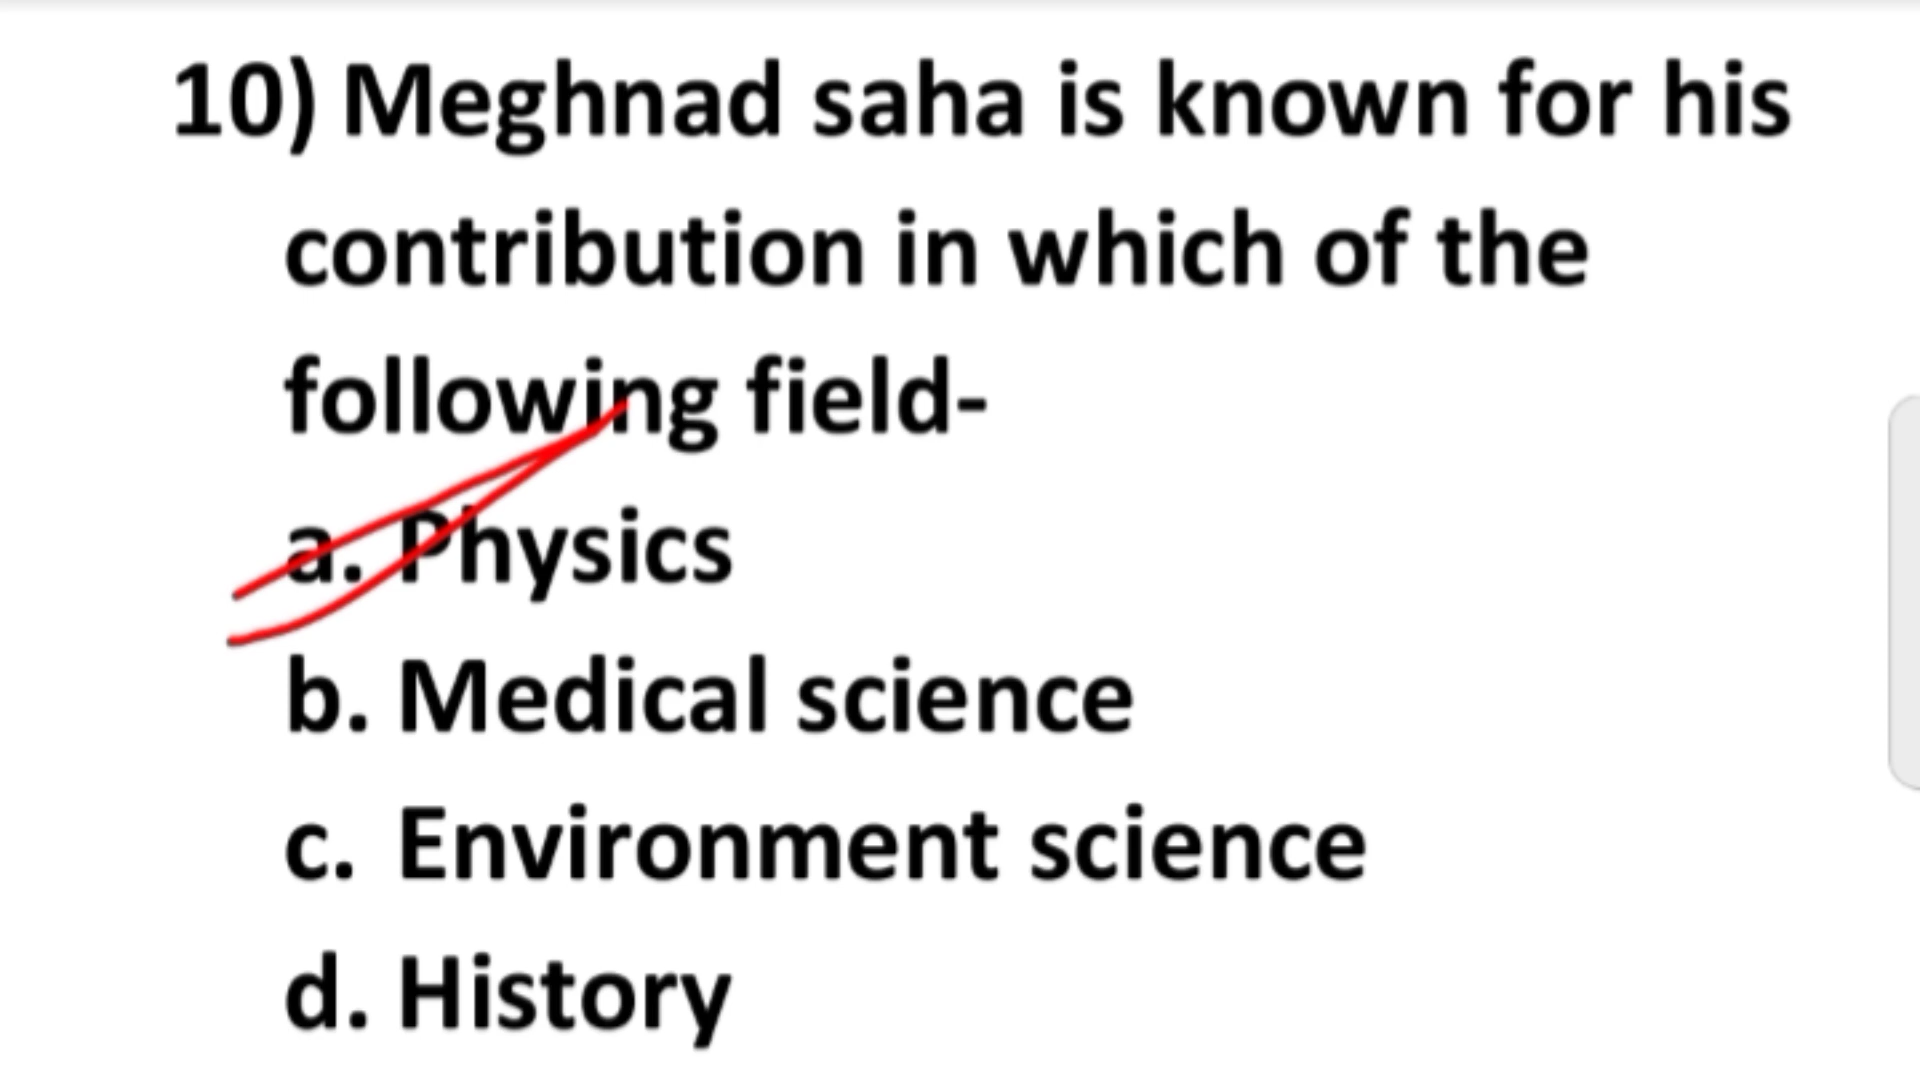 10) Meghnad saha is known for his
contribution in which of the
following field-
a. Physics
b. Medical science
c. Environment science
d. History